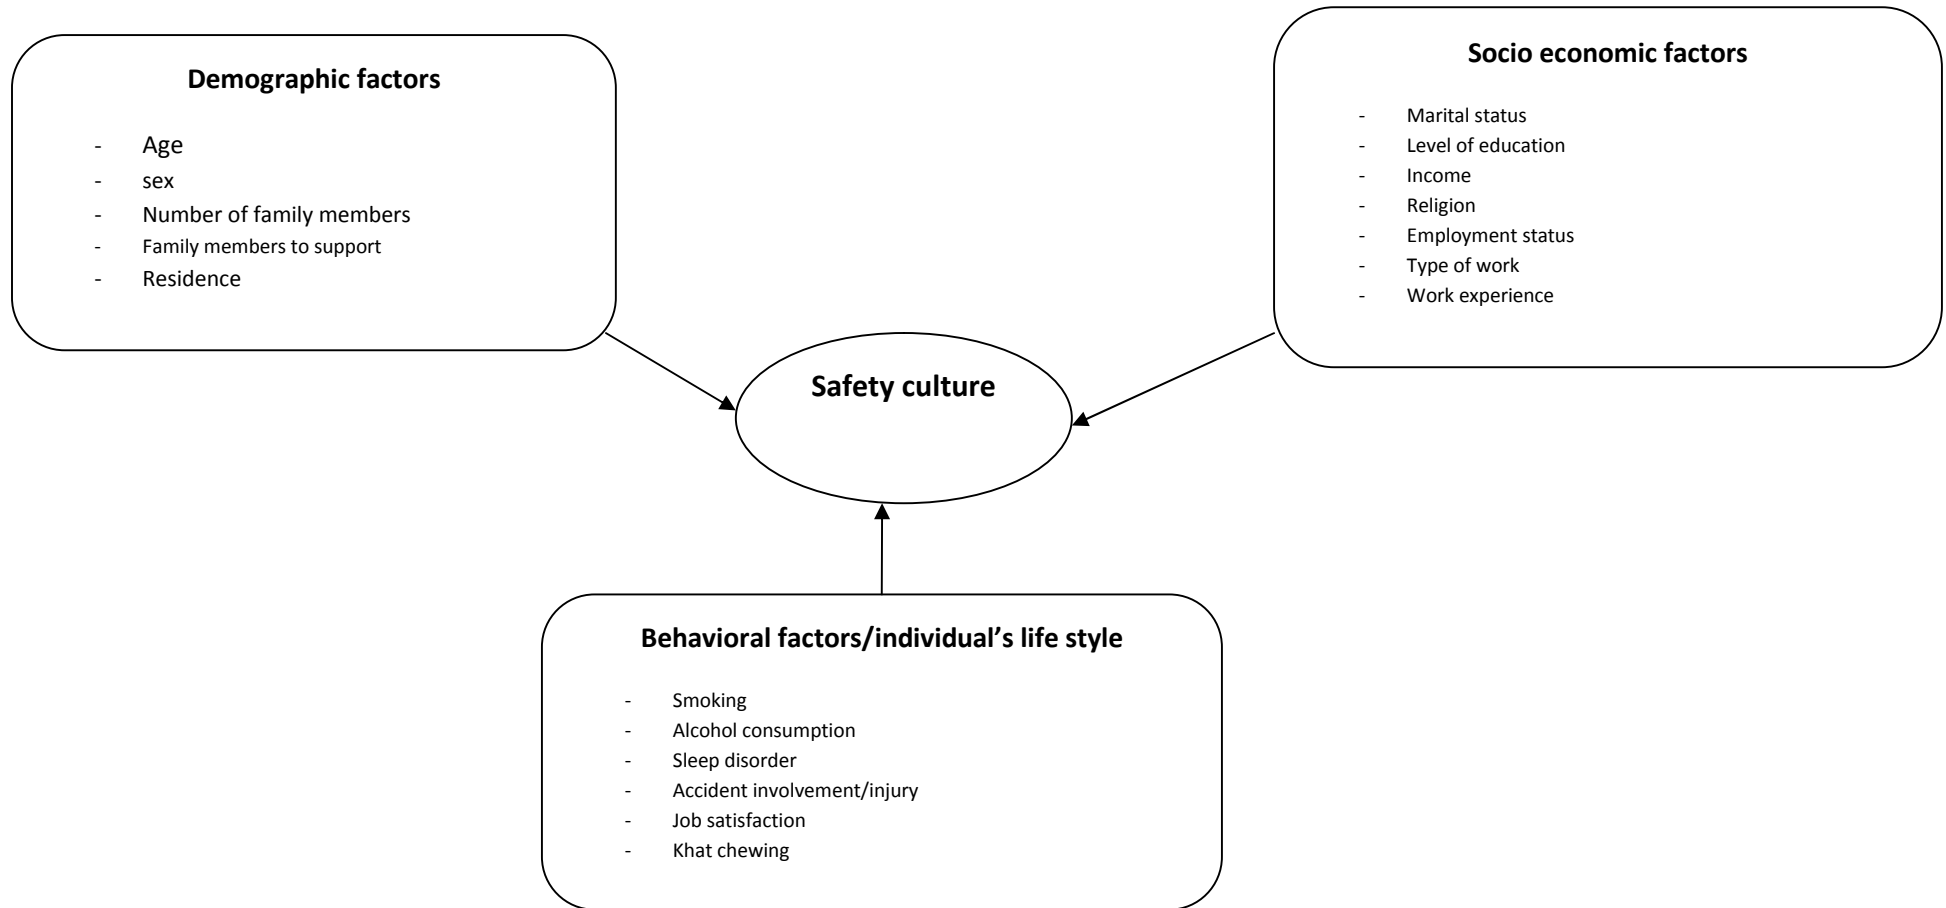 Demographic factors
- Age
- sex
- Number of family members
- Family members to support
- Residence
Socio economic factors
- Marital status
- Level of education
- Income
- Religion
- Employment status
- Type of work
- Work experience
Safety culture
Behavioral factors/individual’s life style
- Smoking
- Alcohol consumption
- Sleep disorder
- Accident involvement/injury
- Job satisfaction
- Khat chewing